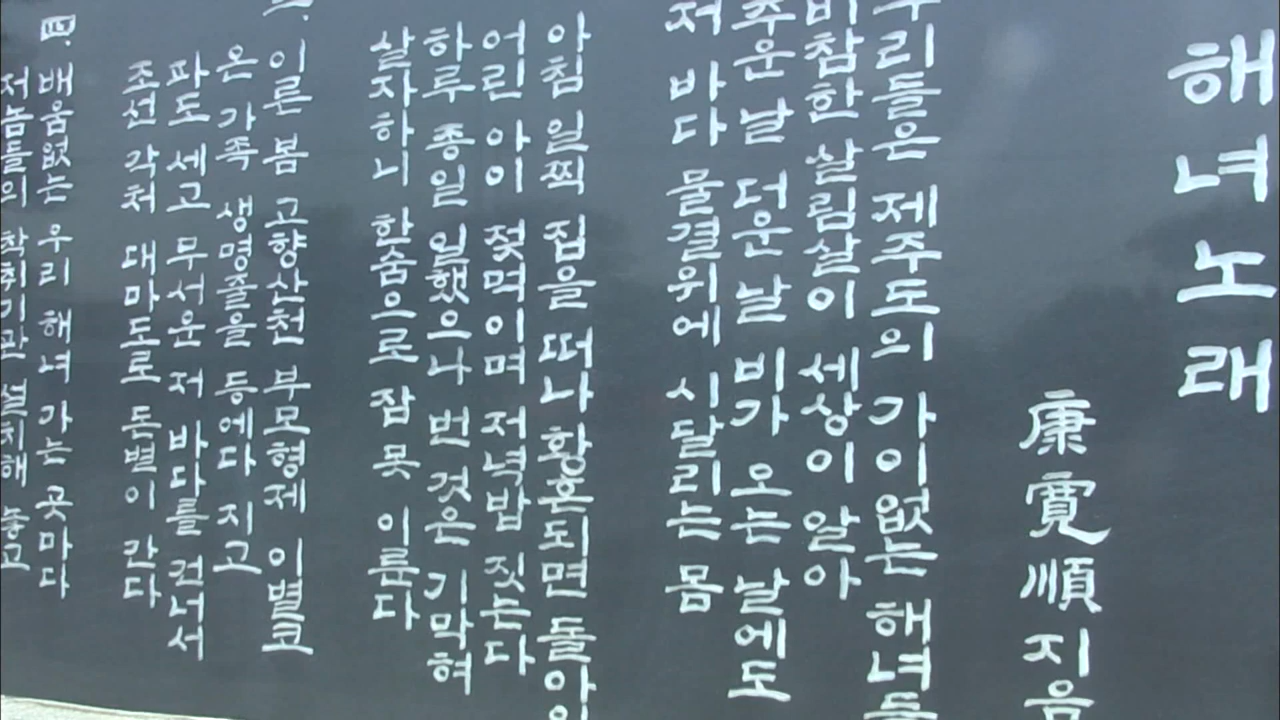 해녀노래
康寬順 지음
우리들은 제주도의 가이없는 해녀들
비참한 살림살이 세상이 알아
추운 날 더운 날 비가 오는 날에도
저 바다 물결위에 시달리는 몸
아침 일찍 집을 떠나 황혼되면
어린 아이 젖먹이며 저녁밥 짓는다
하루 종일 일했으나 번 것은 기막혀
살자하니 한숨으로 잠 못 이룬다
이른 봄 고향산천 부모형제 이별코
온 가족 생명줄을 등에다 지고
파도 세고 무서운 저 바다를 건너서
조선 각처 대마도로 돈벌이 간다
四. 배움없는 우리 해녀 가는 곳마다
저놈들의 착취기관 설치해 놓고